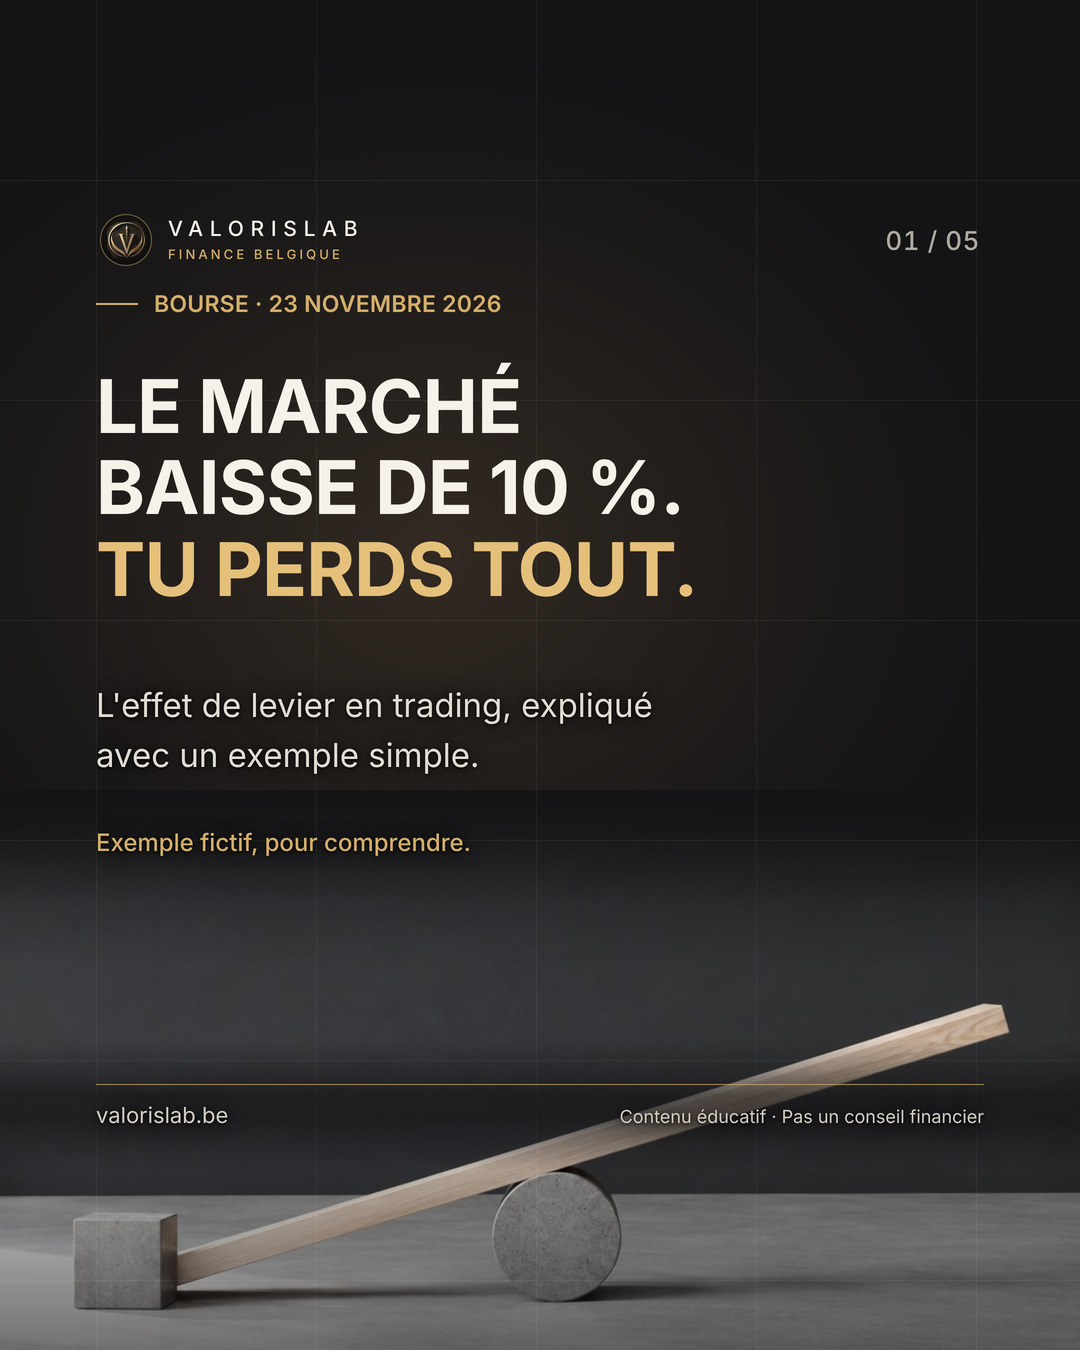 VALORISLAB
FINANCE BELGIQUE
01 / 05
BOURSE · 23 NOVEMBRE 2026
LE MARCHÉ
BAISSE DE 10 %.
TU PERDS TOUT.
L'effet de levier en trading, expliqué
avec un exemple simple.
Exemple fictif, pour comprendre.
valorislab.be
Contenu éducatif · Pas un conseil financier